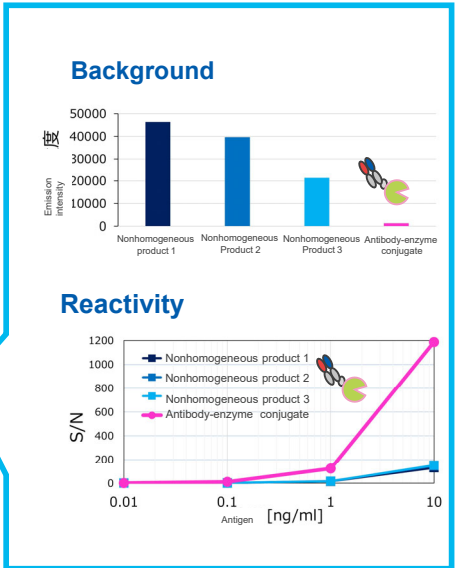 Background
度
Emission
intensity
50000
40000
30000
20000
10000
0
Nonhomogeneous
product 1
Nonhomogeneous
Product 2
Nonhomogeneous
Product 3
Antibody-enzyme
conjugate
Reactivity
S/N
1200
1000
800
600
400
200
0
Nonhomogeneous product 1
Nonhomogeneous product 2
Nonhomogeneous product 3
Antibody-enzyme conjugate
0.01
0.1
1
10
Antigen [ng/ml]